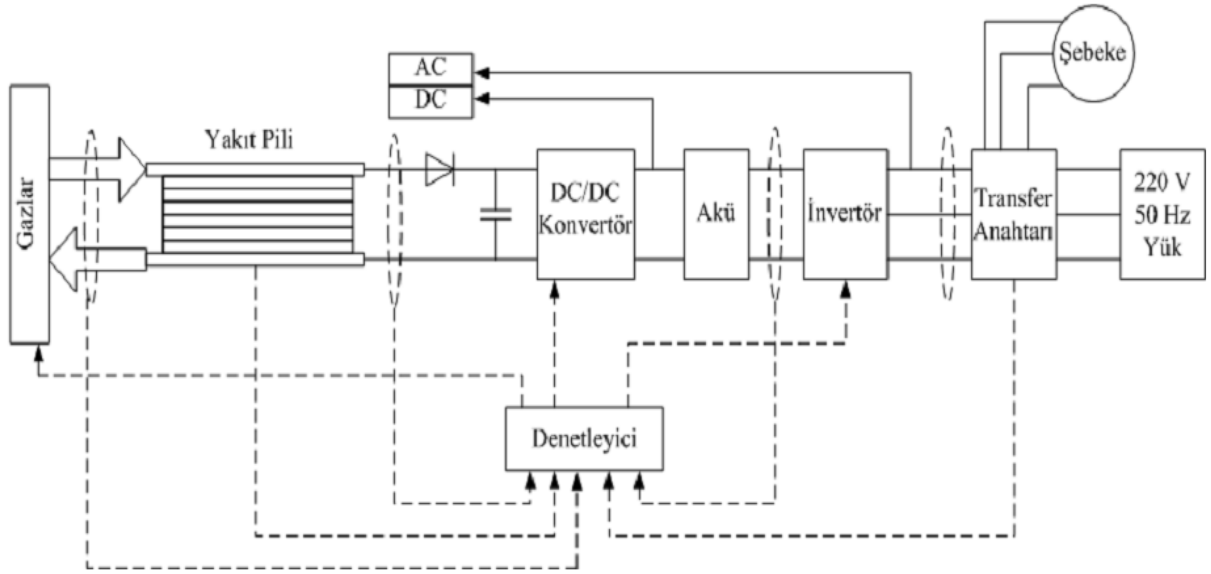 Şebeke
AC
DC
Yakıt Pili
Gazlar
DC/DC
Konvertör
Akü
İnvertör
Transfer
Anahtarı
220 V
50 Hz
Yük
Denetleyici